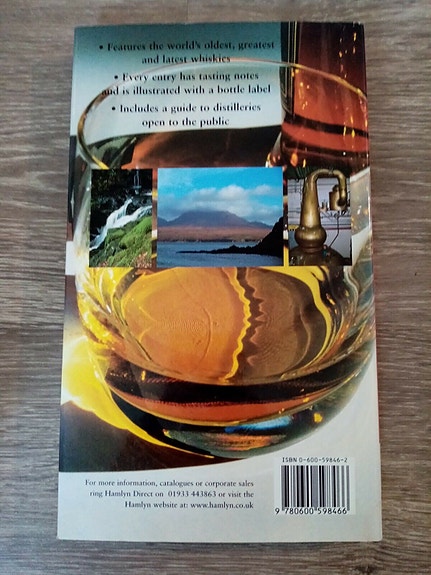 • Features the world's oldest, greatest
and latest whiskies
• Every entry has tasting notes
and is illustrated with a bottle label
• Includes a guide to distilleries
open to the public
ISBN 0-600-59846-2
For more information, catalogues or corporate sales
ring Hamlyn Direct on 01933 443863 or visit the
Hamlyn website at: www.hamlyn.co.uk
9 780600 598466